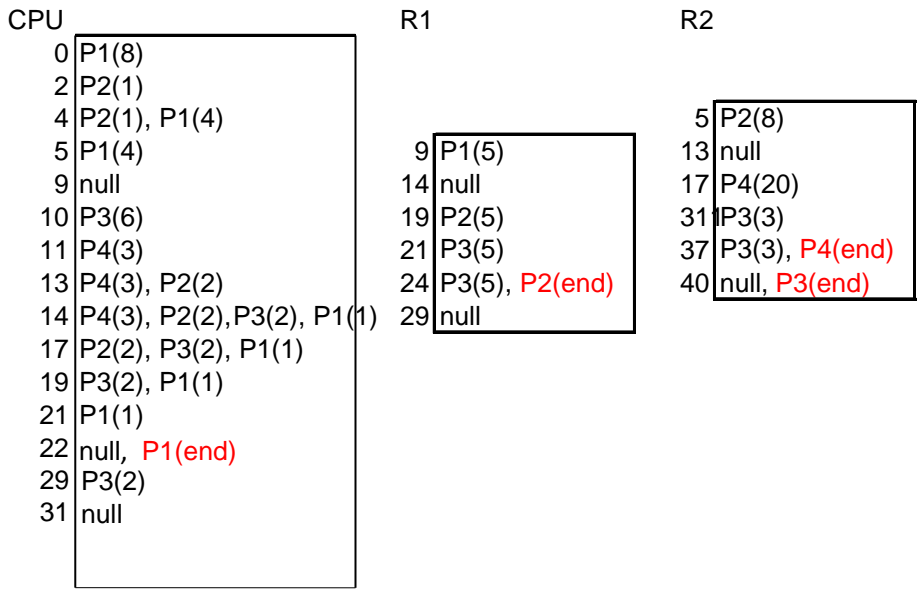 CPU
0 P1(8)
2 P2(1)
4 P2(1), P1(4)
5 P1(4)
9 null
10 P3(6)
11 P4(3)
13 P4(3), P2(2)
14 P4(3), P2(2),P3(2), P1(1)
17 P2(2), P3(2), P1(1)
19 P3(2), P1(1)
21 P1(1)
22 null, P1(end)
29 P3(2)
31 null
R1
9 P1(5)
14 null
19 P2(5)
21 P3(5)
24 P3(5), P2(end)
29 null
R2
5 P2(8)
13 null
17 P4(20)
311P3(3)
37 P3(3), P4(end)
40 null, P3(end)